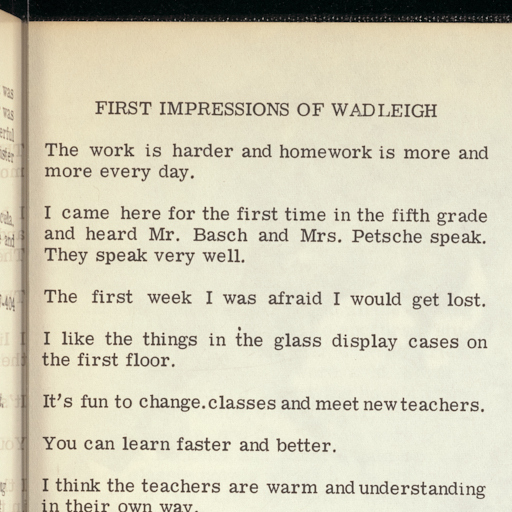 FIRST IMPRESSIONS OF WADLEIGH
The work is harder and homework is more and
more every day.
I came here for the first time in the fifth grade
and heard Mr. Basch and Mrs. Petsche speak.
They speak very well.
The first week I was afraid I would get lost.
I like the things in the glass display cases on
the first floor.
It's fun to change.classes and meet new teachers.
You can learn faster and better.
I think the teachers are warm and understanding
in their own way.